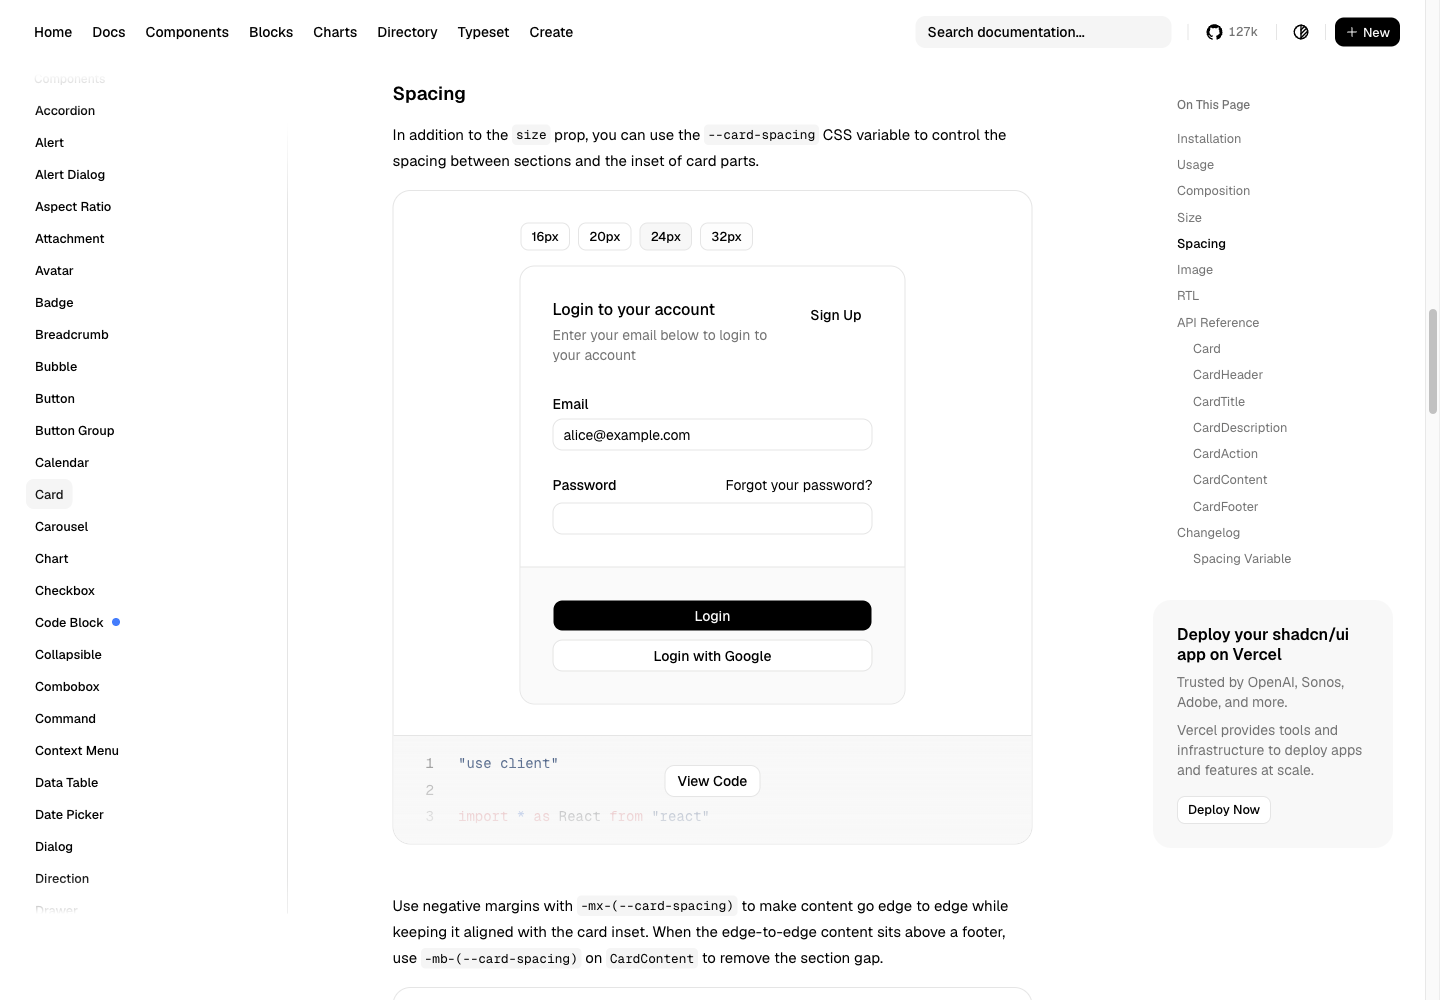 Home Docs Components Blocks Charts Directory Typeset Create
Search documentation...
127k
New
Components
Accordion
Alert
Alert Dialog
Aspect Ratio
Attachment
Avatar
Badge
Breadcrumb
Bubble
Button
Button Group
Calendar
Card
Carousel
Chart
Checkbox
Code Block
Collapsible
Combobox
Command
Context Menu
Data Table
Date Picker
Dialog
Direction
Drawer
Spacing
In addition to the size prop, you can use the --card-spacing CSS variable to control the
spacing between sections and the inset of card parts.
16px 20px 24px 32px
Login to your account
Sign Up
Enter your email below to login to
your account
Email
alice@example.com
Password Forgot your password?
Login
Login with Google
1 "use client"
2
View Code
3 import * as React from "react"
Use negative margins with -mx-(--card-spacing) to make content go edge to edge while
keeping it aligned with the card inset. When the edge-to-edge content sits above a footer,
use -mb-(--card-spacing) on CardContent to remove the section gap.
On This Page
Installation
Usage
Composition
Size
Spacing
Image
RTL
API Reference
Card
CardHeader
CardTitle
CardDescription
CardAction
CardContent
CardFooter
Changelog
Spacing Variable
Deploy your shadcn/ui
app on Vercel
Trusted by OpenAI, Sonos,
Adobe, and more.
Vercel provides tools and
infrastructure to deploy apps
and features at scale.
Deploy Now